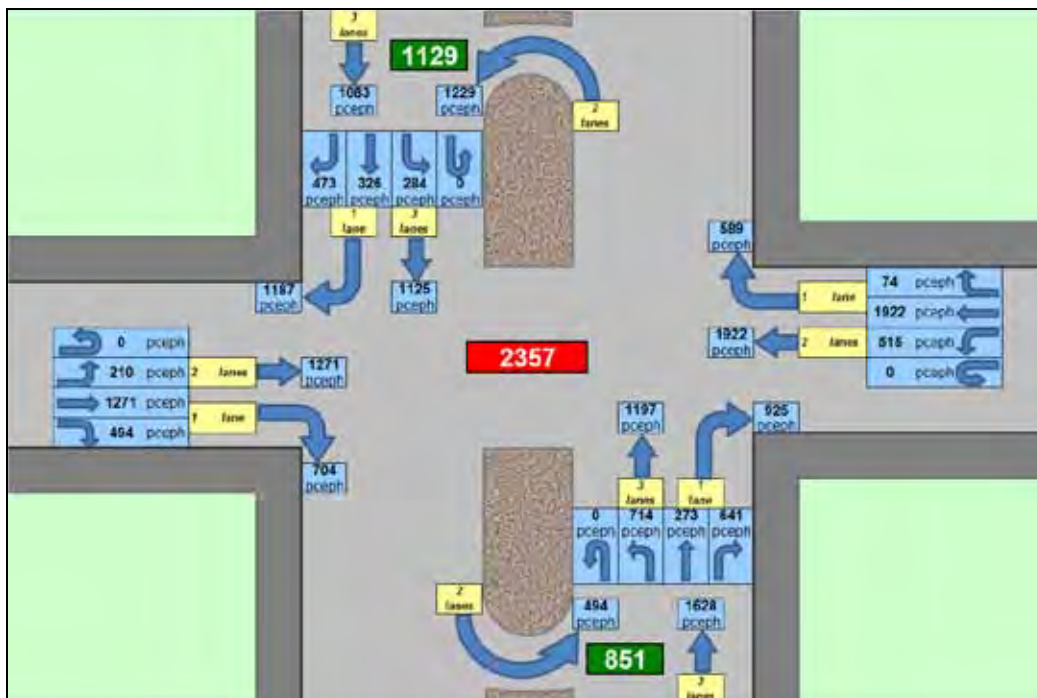 3
lanes
1129
1083
pceph
1229
pceph
2
lanes
473
pceph
326
pceph
284
pceph
0
pceph
1
lane
3
lanes
589
pceph
1187
pceph
1125
pceph
1 lane
74 pceph
1922 pceph
1922
pceph
2 lanes
515 pceph
0 pceph
0 pceph
210 pceph
2 lanes
1271
pceph
2357
1271 pceph
1 lane
494 pceph
704
pceph
1197
pceph
925
pceph
3
lanes
1
lane
0
pceph
714
pceph
273
pceph
641
pceph
2
lanes
494
pceph
1628
pceph
851
3
lanes